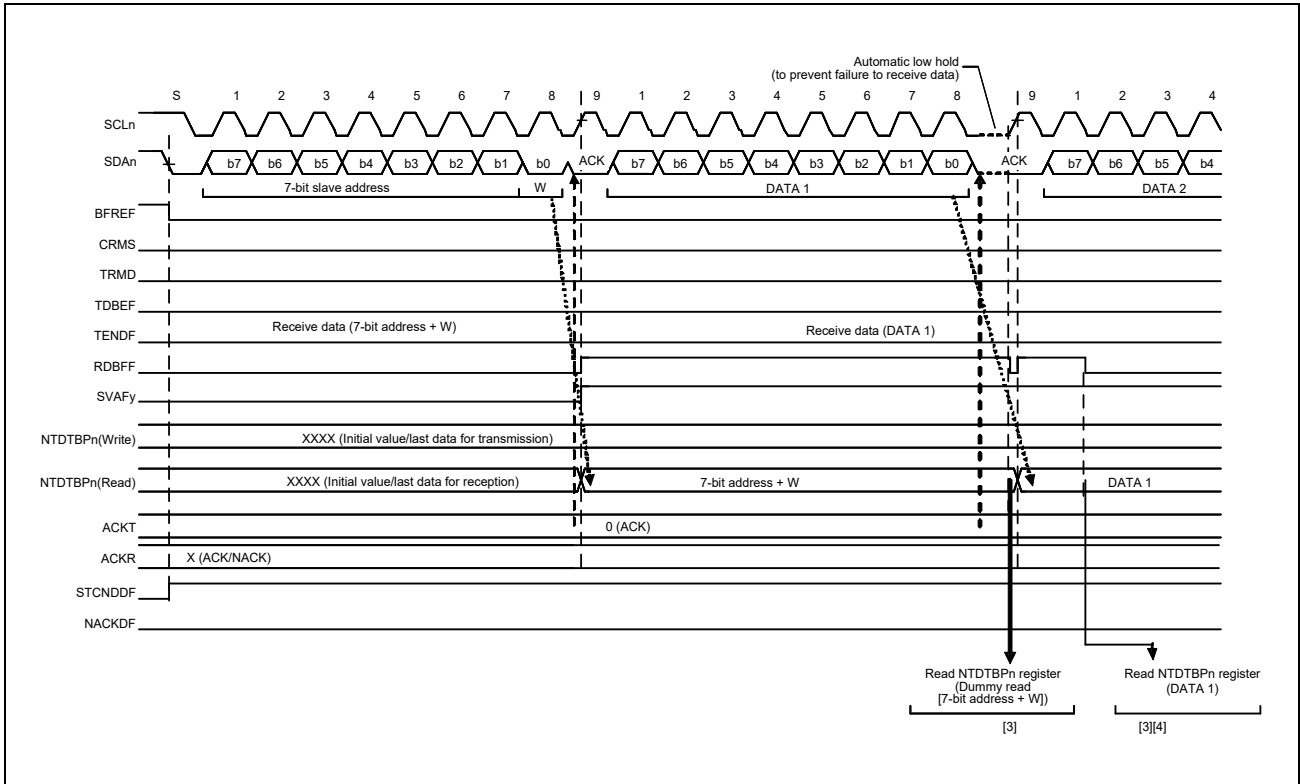 Automatic low hold
(to prevent failure to receive data)
S 1 2 3 4 5 6 7 8 9 1 2 3 4 5 6 7 8 9 1 2 3 4
SCLn
SDAn b7 b6 b5 b4 b3 b2 b1 b0 ACK b7 b6 b5 b4 b3 b2 b1 b0 ACK b7 b6 b5 b4
7-bit slave address W DATA 1 DATA 2
BFREF
CRMS
TRMD
TDBEF
Receive data (7-bit address + W) Receive data (DATA 1)
TENDF
RDBFF
SVAFy
NTDTBPn(Write) XXXX (Initial value/last data for transmission)
NTDTBPn(Read) XXXX (Initial value/last data for reception) 7-bit address + W DATA 1
ACKT 0 (ACK)
ACKR X (ACK/NACK)
STCNDDF
NACKDF
Read NTDTBPn register Read NTDTBPn register
(Dummy read (DATA 1)
[7-bit address + W])
[3] [3][4]